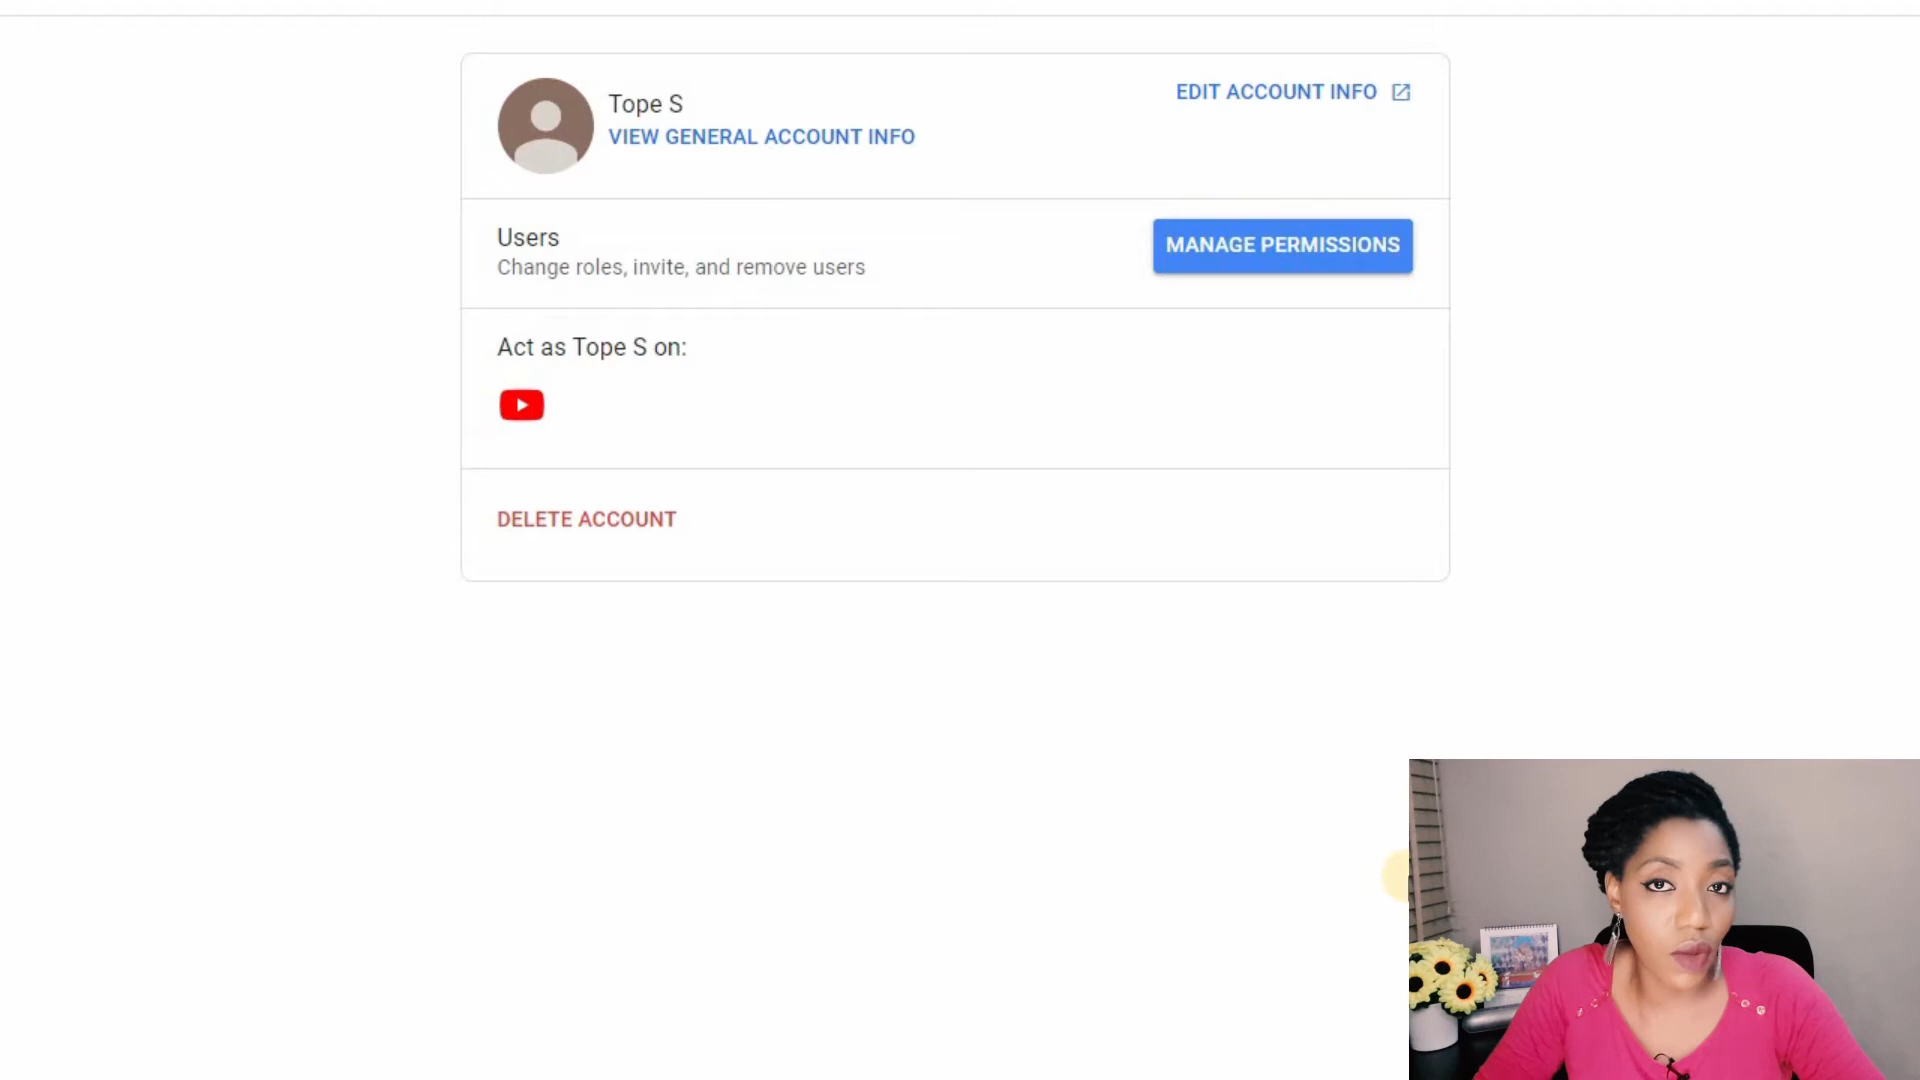 Tope S
EDIT ACCOUNT INFO
VIEW GENERAL ACCOUNT INFO
Users
MANAGE PERMISSIONS
Change roles, invite, and remove users
Act as Tope S on:
DELETE ACCOUNT